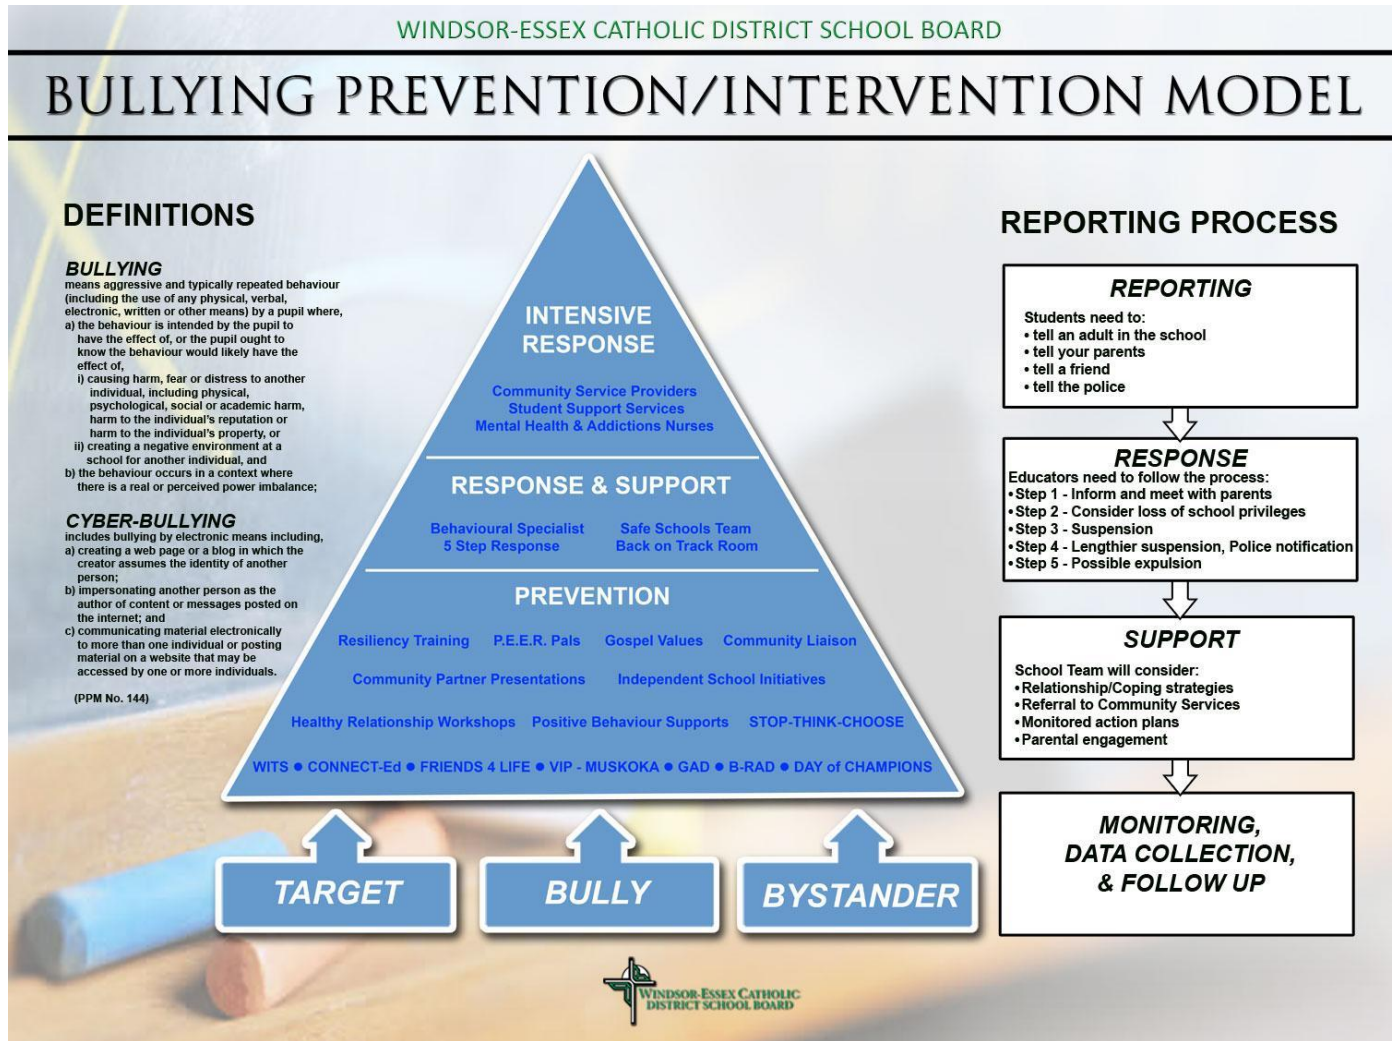 WINDSOR-ESSEX CATHOLIC DISTRICT SCHOOL BOARD
BULLYING PREVENTION/INTERVENTION MODEL
DEFINITIONS
BULLYING
means aggressive and typically repeated behaviour
(including the use of any physical, verbal,
electronic, written or other means) by a pupil where,
a) the behaviour is intended by the pupil to
have the effect of, or the pupil ought to
know the behaviour would likely have the
effect of,
i) causing harm, fear or distress to another
individual, including physical,
psychological, social or academic harm,
harm to the individual's reputation or
harm to the individual's property, or
ii) creating a negative environment at a
school for another individual, and
b) the behaviour occurs in a context where
there is a real or perceived power imbalance;
CYBER-BULLYING
includes bullying by electronic means including,
a) creating a web page or a blog in which the
creator assumes the identity of another
person;
b) impersonating another person as the
author of content or messages posted on
the internet; and
c) communicating material electronically
to more than one individual or posting
material on a website that may be
accessed by one or more individuals.
(PPM No. 144)
INTENSIVE
RESPONSE
Community Service Providers
Student Support Services
Mental Health & Addictions Nurses
RESPONSE & SUPPORT
Behavioural Specialist Safe Schools Team
5 Step Response Back on Track Room
PREVENTION
Resiliency Training P.E.E.R. Pals Gospel Values Community Liaison
Community Partner Presentations Independent School Initiatives
Healthy Relationship Workshops Positive Behaviour Supports STOP-THINK-CHOOSE
WITS ● CONNECT-Ed ● FRIENDS 4 LIFE ● VIP - MUSKOKA ● GAD ● B-RAD ● DAY of CHAMPIONS
TARGET
BULLY
BYSTANDER
REPORTING PROCESS
REPORTING
Students need to:
• tell an adult in the school
• tell your parents
• tell a friend
• tell the police
RESPONSE
Educators need to follow the process:
• Step 1 - Inform and meet with parents
• Step 2 - Consider loss of school privileges
• Step 3 - Suspension
• Step 4 - Lengthier suspension, Police notification
• Step 5 - Possible expulsion
SUPPORT
School Team will consider:
• Relationship/Coping strategies
• Referral to Community Services
• Monitored action plans
• Parental engagement
MONITORING,
DATA COLLECTION,
& FOLLOW UP
WINDSOR-ESSEX CATHOLIC
DISTRICT SCHOOL BOARD